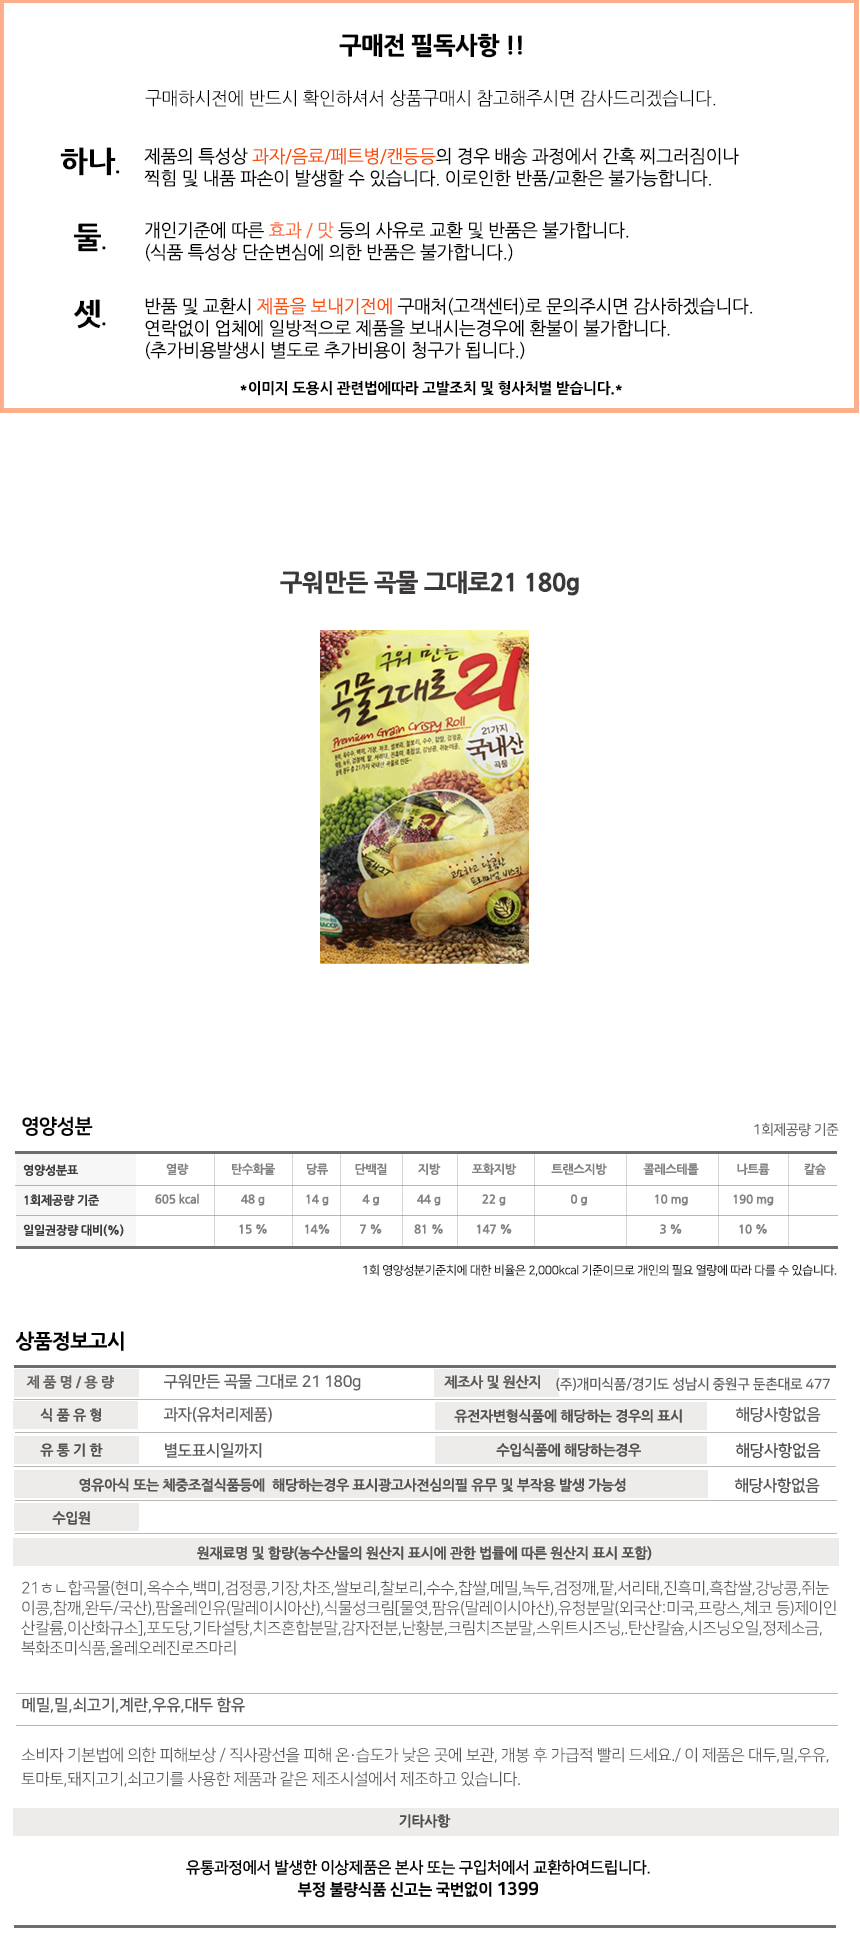 구매전 필독사항 !!
구매하시전에 반드시 확인하셔서 상품구매시 참고해주시면 감사드리겠습니다.
하나. 제품의 특성상 과자/음료/페트병/캔등등의 경우 배송 과정에서 간혹 찌그러짐이나
찍힘 및 내품 파손이 발생할 수 있습니다. 이로인한 반품/교환은 불가능합니다.
둘. 개인기준에 따른 효과 / 맛 등의 사유로 교환 및 반품은 불가합니다.
(식품 특성상 단순변심에 의한 반품은 불가합니다.)
셋. 반품 및 교환시 제품을 보내기전에 구매처(고객센터)로 문의주시면 감사하겠습니다.
연락없이 업체에 일방적으로 제품을 보내시는경우에 환불이 불가합니다.
(추가비용발생시 별도로 추가비용이 청구가 됩니다.)
*이미지 도용시 관련법에따라 고발조치 및 형사처벌 받습니다.*
구워만든 곡물 그대로21 180g
구워 만든
곡물그대로21
Premium Grain Crispy Roll
21가지
국내산
곡물
고소하고 달콤한
프리미엄 비스킷
HACCP
영양성분
1회제공량 기준
영양성분표 열량 탄수화물 당류 단백질 지방 포화지방 트랜스지방 콜레스테롤 나트륨 칼슘
1회제공량 기준 605 kcal 48 g 14 g 4 g 44 g 22 g 0 g 10 mg 190 mg
일일권장량 대비(%) 15 % 14% 7 % 81 % 147 % 3 % 10 %
1회 영양성분기준치에 대한 비율은 2,000kcal 기준이므로 개인의 필요 열량에 따라 다를 수 있습니다.
상품정보고시
제 품 명 / 용 량 구워만든 곡물 그대로 21 180g 제조사 및 원산지 (주)개미식품/경기도 성남시 중원구 둔촌대로 477
식 품 유 형 과자(유처리제품) 유전자변형식품에 해당하는 경우의 표시 해당사항없음
유 통 기 한 별도표시일까지 수입식품에 해당하는경우 해당사항없음
영유아식 또는 체중조절식품등에 해당하는경우 표시광고사전심의필 유무 및 부작용 발생 가능성 해당사항없음
수입원
원재료명 및 함량(농수산물의 원산지 표시에 관한 법률에 따른 원산지 표시 포함)
21ㅎㄴ합곡물(현미,옥수수,백미,검정콩,기장,차조,쌀보리,찰보리,수수,찹쌀,메밀,녹두,검정깨,팥,서리태,진흑미,흑찹쌀,강낭콩,쥐눈
이콩,참깨,완두/국산),팜올레인유(말레이시아산),식물성크림[물엿,팜유(말레이시아산),유청분말(외국산:미국,프랑스,체코 등)제이인
산칼륨,이산화규소],포도당,기타설탕,치즈혼합분말,감자전분,난황분,크림치즈분말,스위트시즈닝,.탄산칼슘,시즈닝오일,정제소금,
복화조미식품,올레오레진로즈마리
메밀,밀,쇠고기,계란,우유,대두 함유
소비자 기본법에 의한 피해보상 / 직사광선을 피해 온·습도가 낮은 곳에 보관, 개봉 후 가급적 빨리 드세요./ 이 제품은 대두,밀,우유,
토마토,돼지고기,쇠고기를 사용한 제품과 같은 제조시설에서 제조하고 있습니다.
기타사항
유통과정에서 발생한 이상제품은 본사 또는 구입처에서 교환하여드립니다.
부정 불량식품 신고는 국번없이 1399